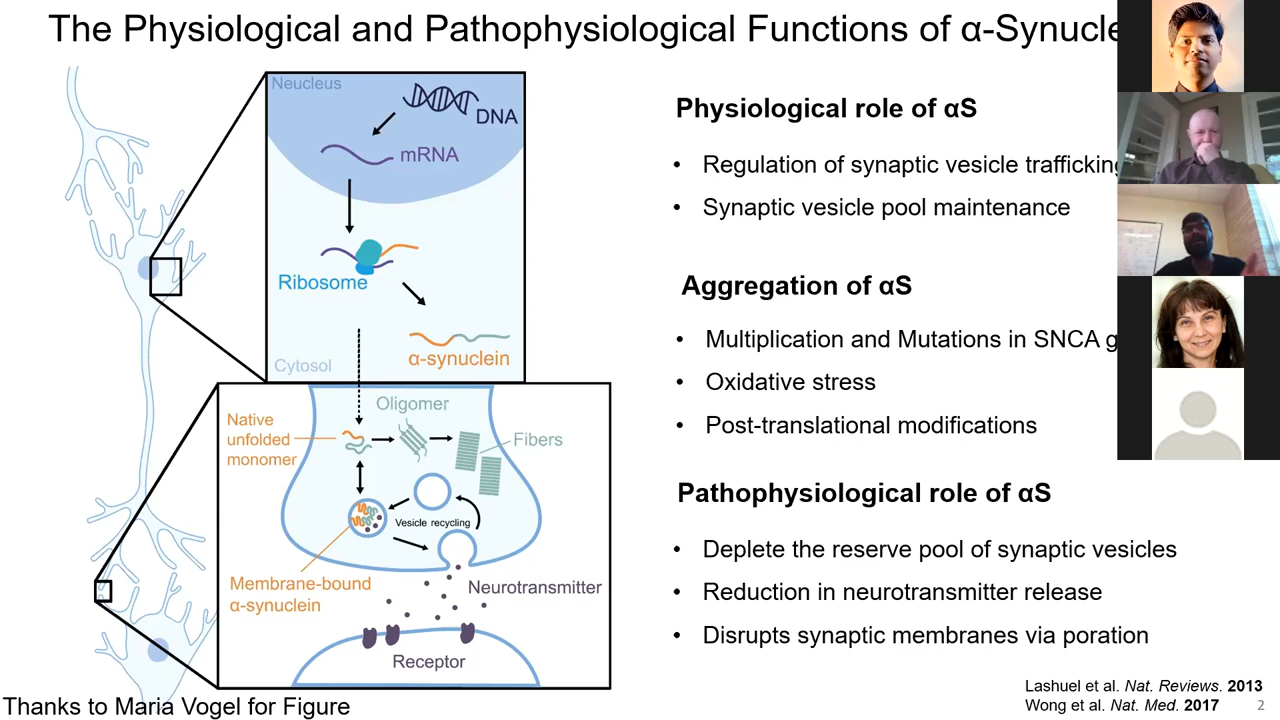 The Physiological and Pathophysiological Functions of α-Synucle
Neucleus
DNA
mRNA
Ribosome
α-synuclein
Cytosol
Oligomer
Native
unfolded
monomer
Fibers
Vesicle recycling
Membrane-bound
α-synuclein
Neurotransmitter
Receptor
Thanks to Maria Vogel for Figure
Physiological role of αS
• Regulation of synaptic vesicle trafficking
• Synaptic vesicle pool maintenance
Aggregation of αS
• Multiplication and Mutations in SNCA g
• Oxidative stress
• Post-translational modifications
Pathophysiological role of αS
• Deplete the reserve pool of synaptic vesicles
• Reduction in neurotransmitter release
• Disrupts synaptic membranes via poration
Lashuel et al. Nat. Reviews. 2013
Wong et al. Nat. Med. 2017
2